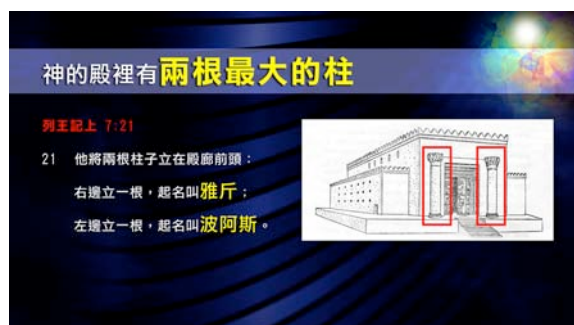 神的殿裡有兩根最大的柱
列王記上 7:21
21 他將兩根柱子立在殿廊前頭：
右邊立一根，起名叫雅斤；
左邊立一根，起名叫波阿斯。